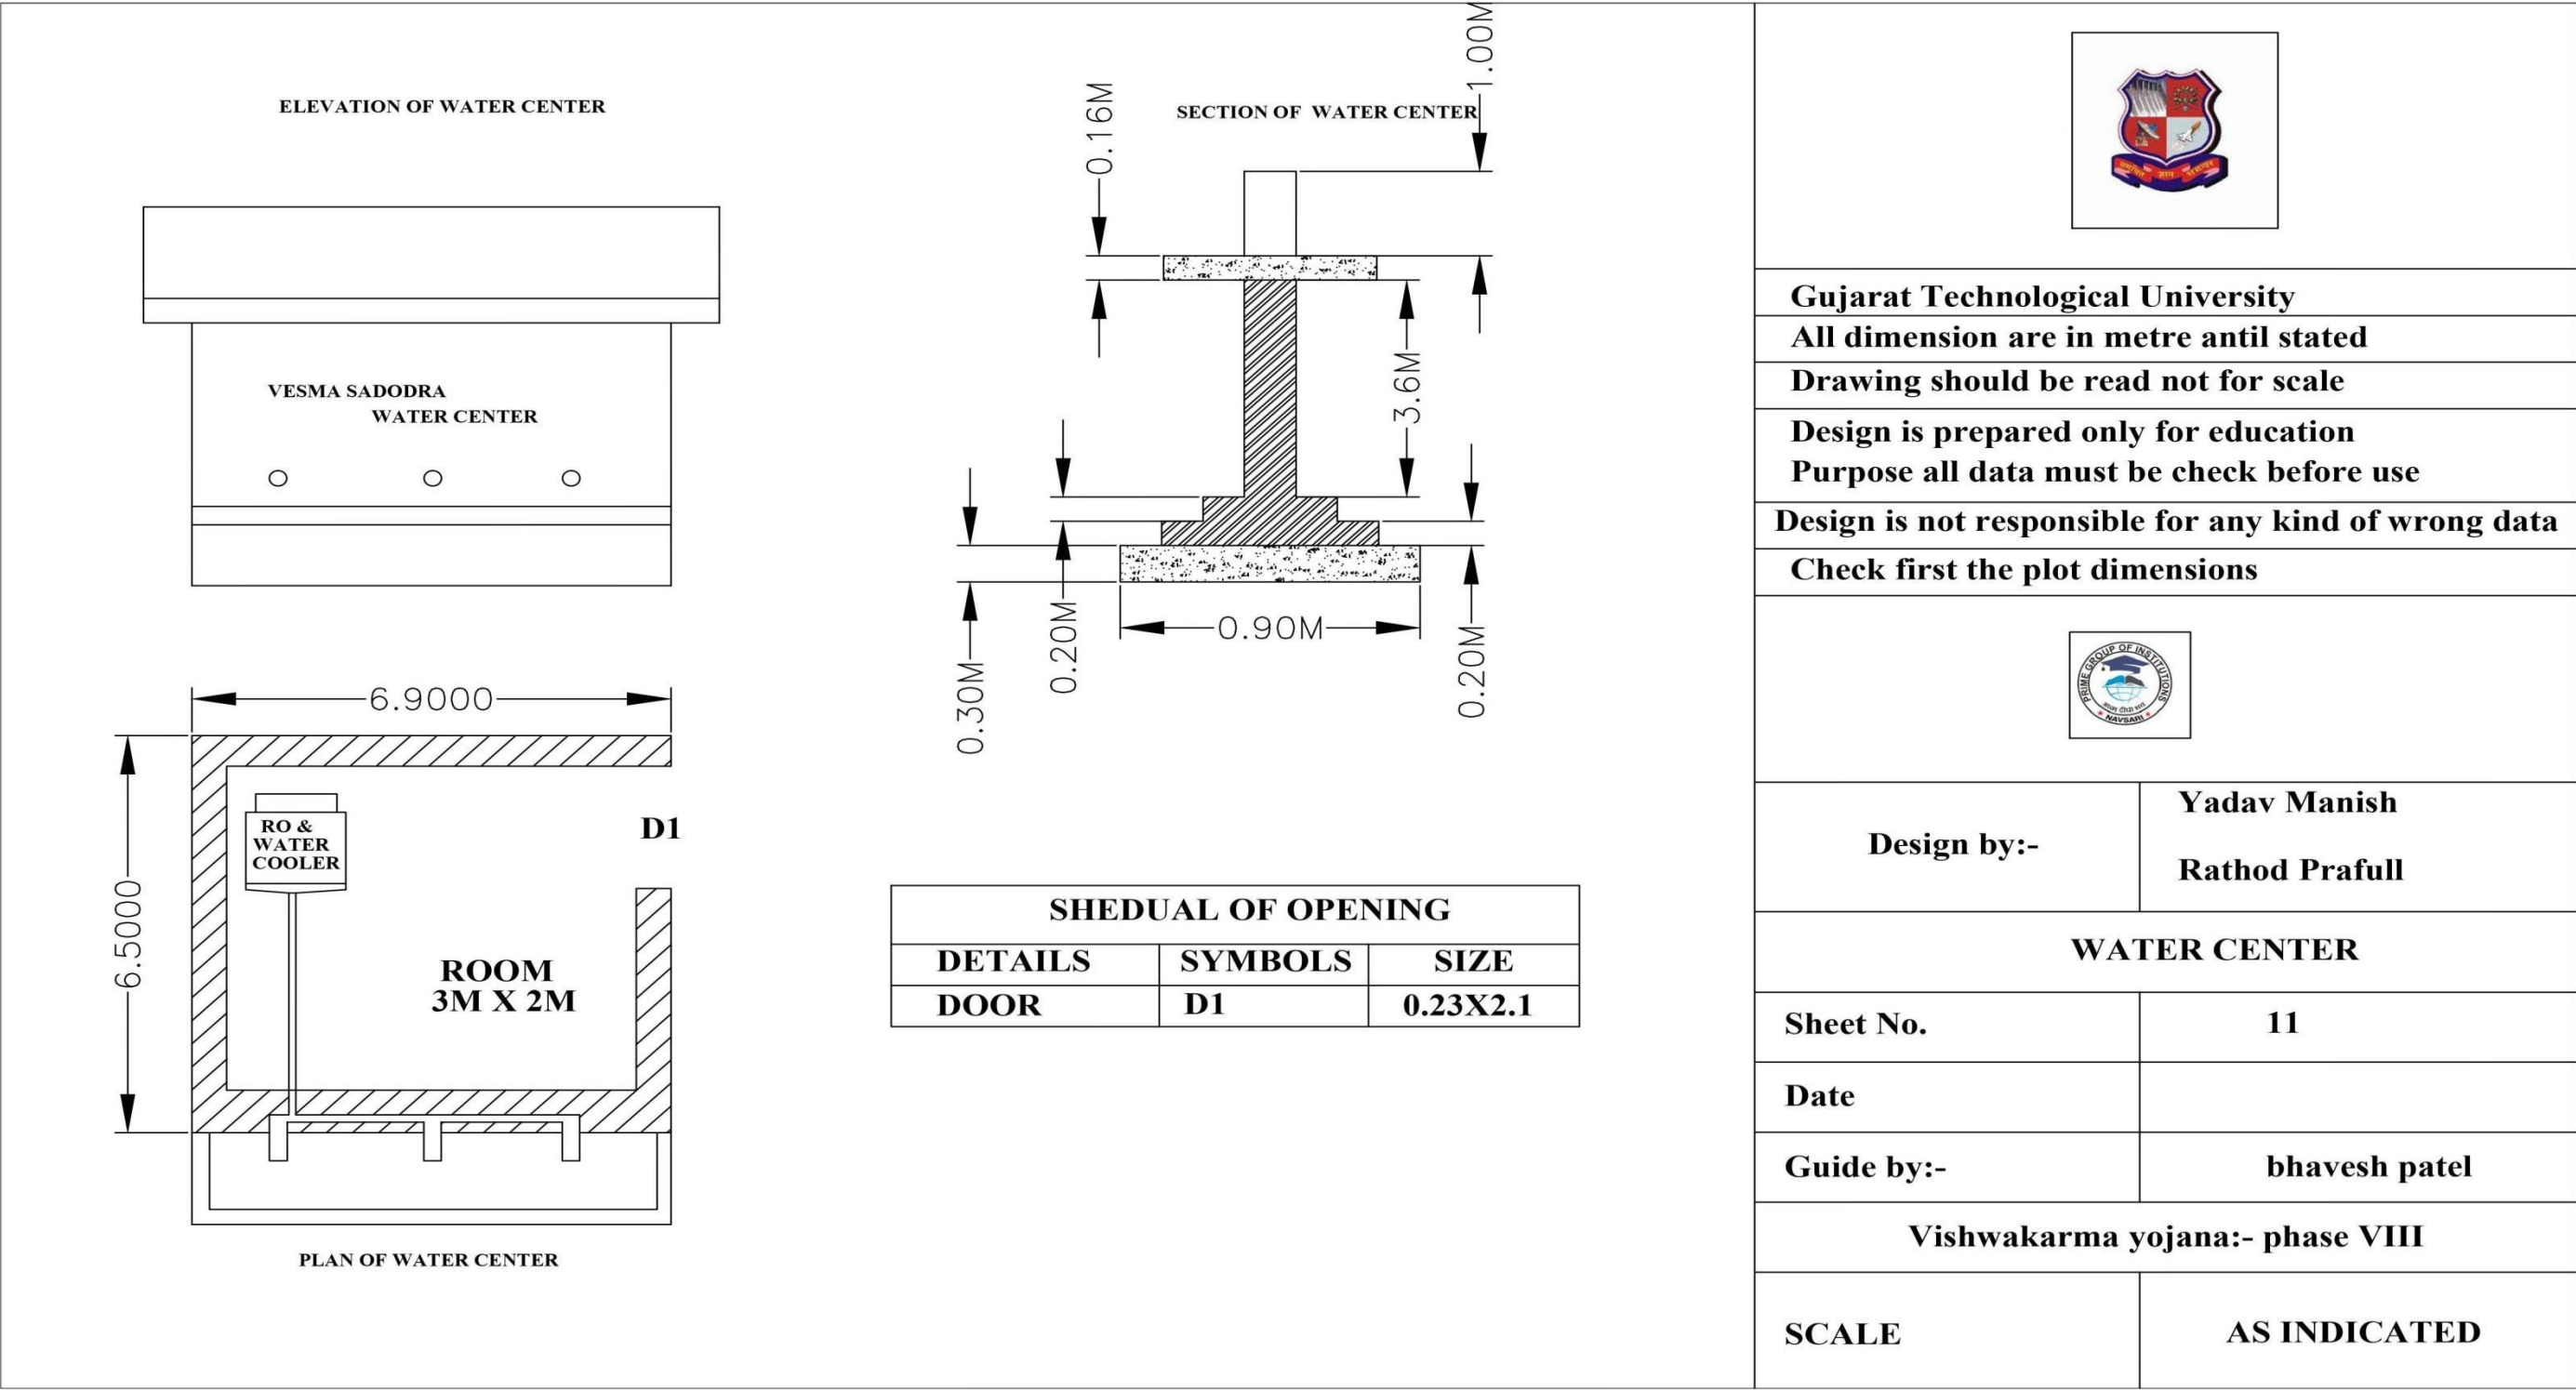 ELEVATION OF WATER CENTER
VESMA SADODRA
WATER CENTER
SECTION OF WATER CENTER
0.16M
1.00M
3.6M
0.20M
0.30M
0.90M
0.20M
6.9000
6.5000
RO &
WATER
COOLER
D1
ROOM
3M X 2M
PLAN OF WATER CENTER
SHEDUAL OF OPENING
DETAILS SYMBOLS SIZE
DOOR D1 0.23X2.1
Gujarat Technological University
All dimension are in metre antil stated
Drawing should be read not for scale
Design is prepared only for education
Purpose all data must be check before use
Design is not responsible for any kind of wrong data
Check first the plot dimensions
PRIME GROUP OF INSTITUTIONS
NAVSARI
Design by:- Yadav Manish
Rathod Prafull
WATER CENTER
Sheet No. 11
Date
Guide by:- bhavesh patel
Vishwakarma yojana:- phase VIII
SCALE AS INDICATED